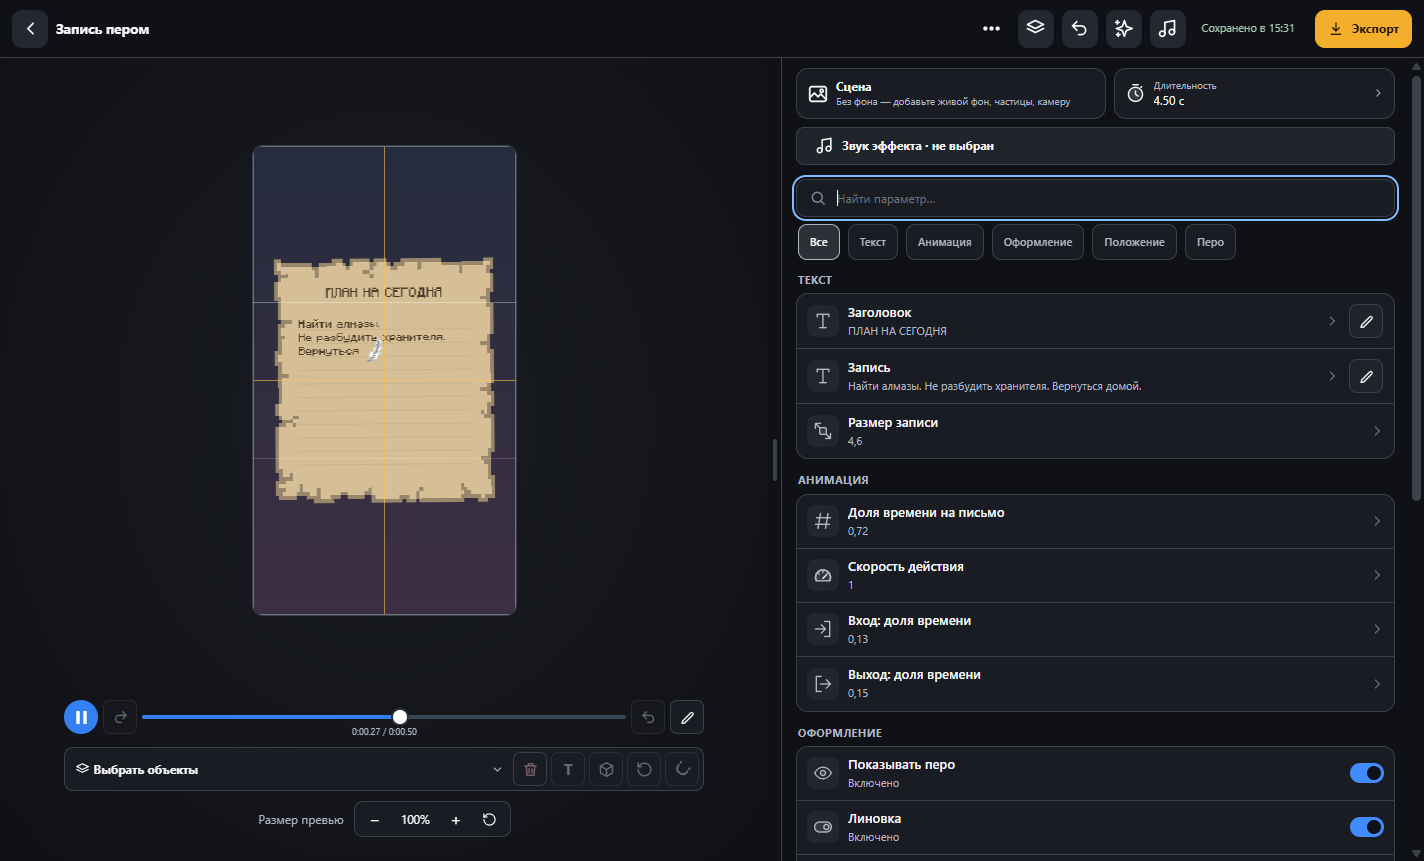 Запись пером
Сохранено в 15:31
Экспорт
ПЛАН НА СЕГОДНЯ
Найти алмазы.
Не разбудить хранителя.
Вернуться
0:00.27 / 0:00.50
Выбрать объекты
T
Размер превью
− 100% +
Сцена
Без фона — добавьте живой фон, частицы, камеру
Длительность
4.50 с
Звук эффекта · не выбран
Найти параметр...
Все Текст Анимация Оформление Положение Перо
ТЕКСТ
Заголовок
ПЛАН НА СЕГОДНЯ
Запись
Найти алмазы. Не разбудить хранителя. Вернуться домой.
Размер записи
4,6
АНИМАЦИЯ
Доля времени на письмо
0,72
Скорость действия
1
Вход: доля времени
0,13
Выход: доля времени
0,15
ОФОРМЛЕНИЕ
Показывать перо
Включено
Линовка
Включено